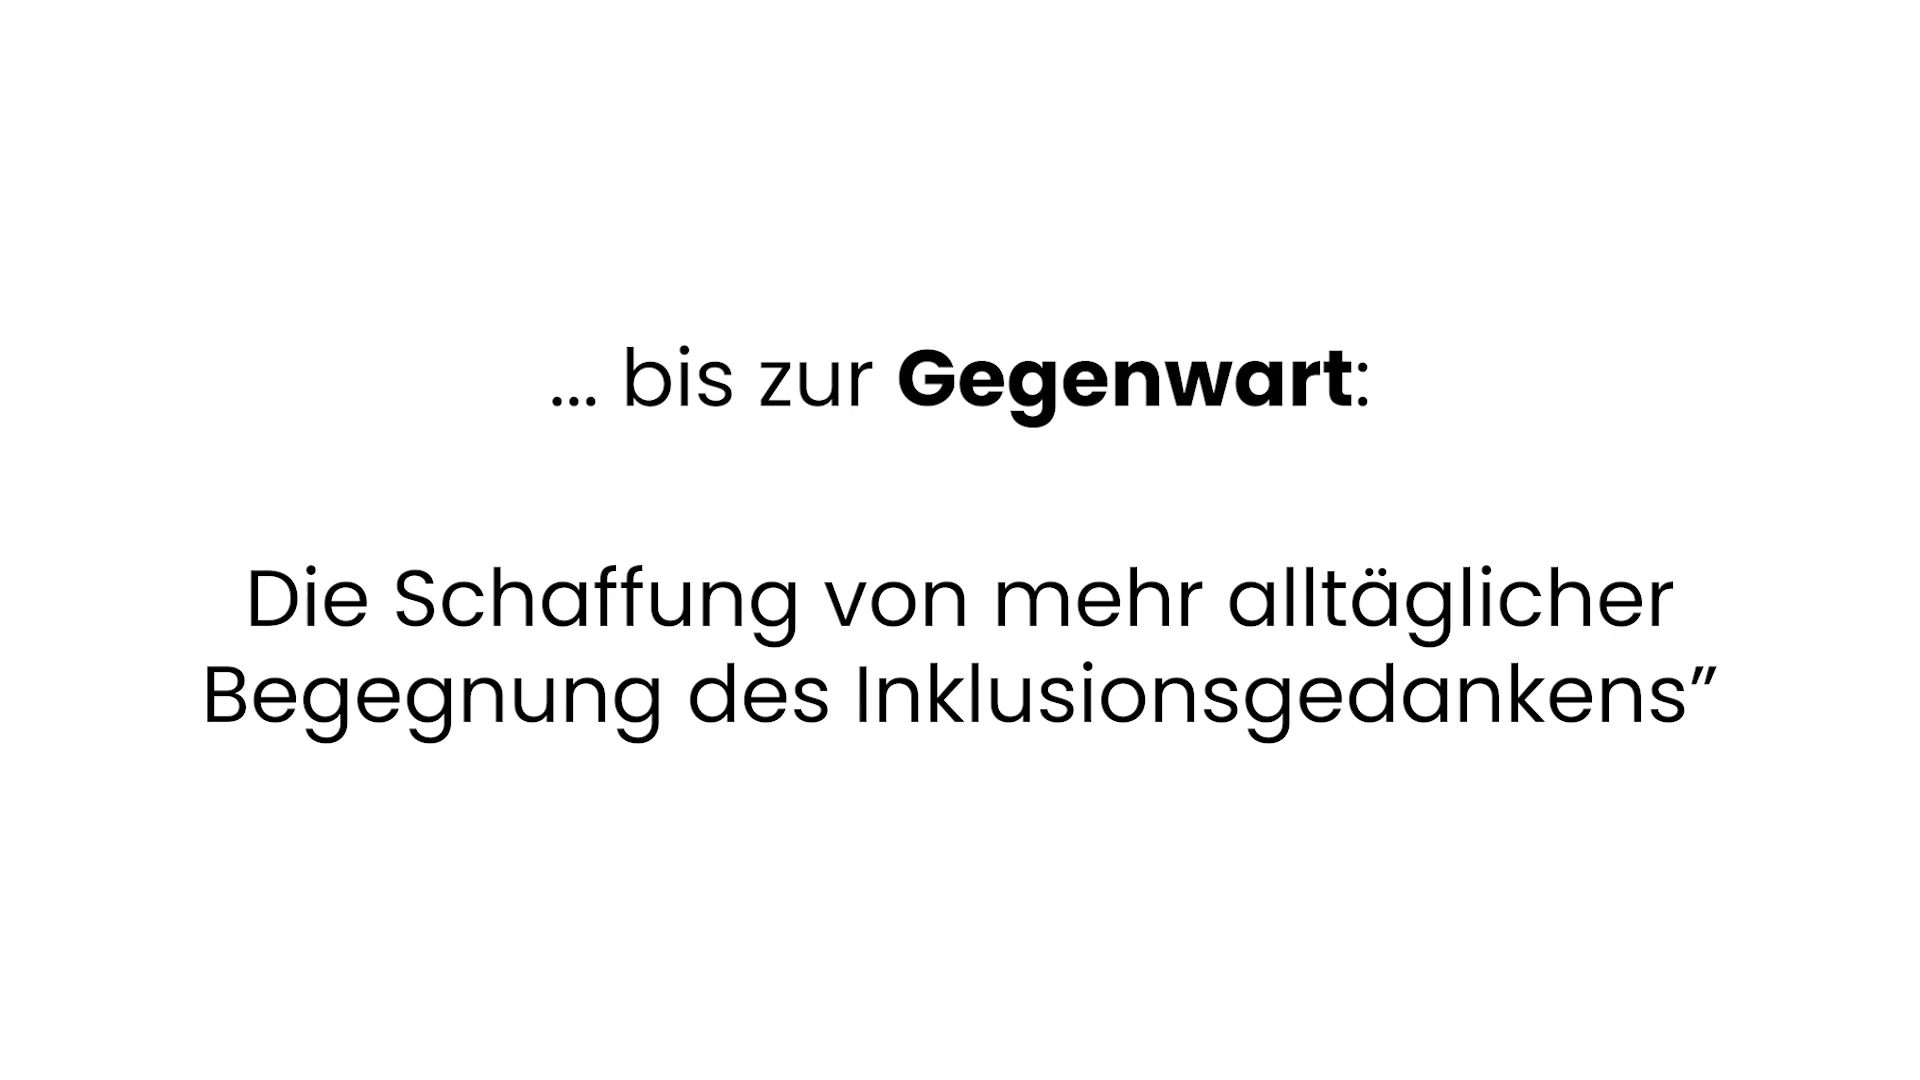 ... bis zur Gegenwart:
Die Schaffung von mehr alltäglicher
Begegnung des Inklusionsgedankens”